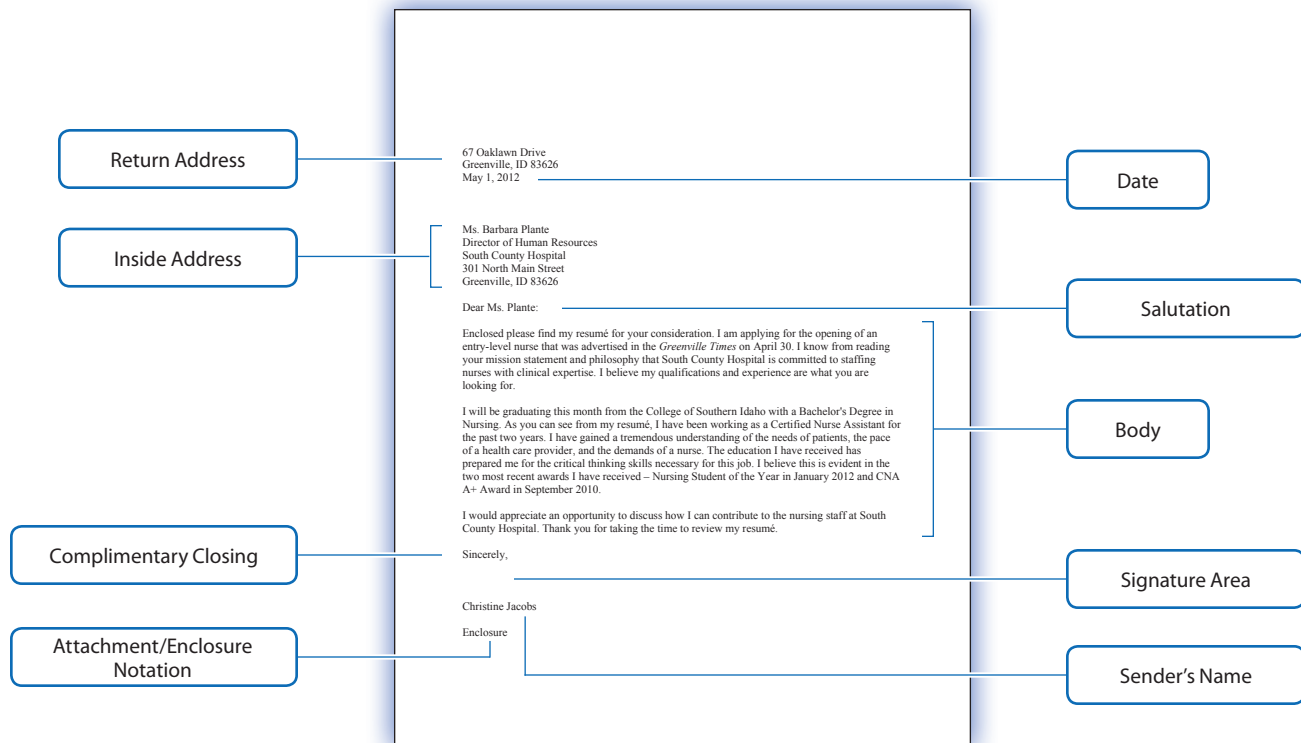 Return Address
67 Oaklawn Drive
Greenville, ID 83626
May 1, 2012
Date
Inside Address
Ms. Barbara Plante
Director of Human Resources
South County Hospital
301 North Main Street
Greenville, ID 83626
Dear Ms. Plante:
Salutation
Enclosed please find my resumé for your consideration. I am applying for the opening of an
entry-level nurse that was advertised in the Greenville Times on April 30. I know from reading
your mission statement and philosophy that South County Hospital is committed to staffing
nurses with clinical expertise. I believe my qualifications and experience are what you are
looking for.
I will be graduating this month from the College of Southern Idaho with a Bachelor's Degree in
Nursing. As you can see from my resumé, I have been working as a Certified Nurse Assistant for
the past two years. I have gained a tremendous understanding of the needs of patients, the pace
of a health care provider, and the demands of a nurse. The education I have received has
prepared me for the critical thinking skills necessary for this job. I believe this is evident in the
two most recent awards I have received – Nursing Student of the Year in January 2012 and CNA
A+ Award in September 2010.
I would appreciate an opportunity to discuss how I can contribute to the nursing staff at South
County Hospital. Thank you for taking the time to review my resumé.
Body
Complimentary Closing
Sincerely,
Signature Area
Christine Jacobs
Enclosure
Attachment/Enclosure
Notation
Sender's Name